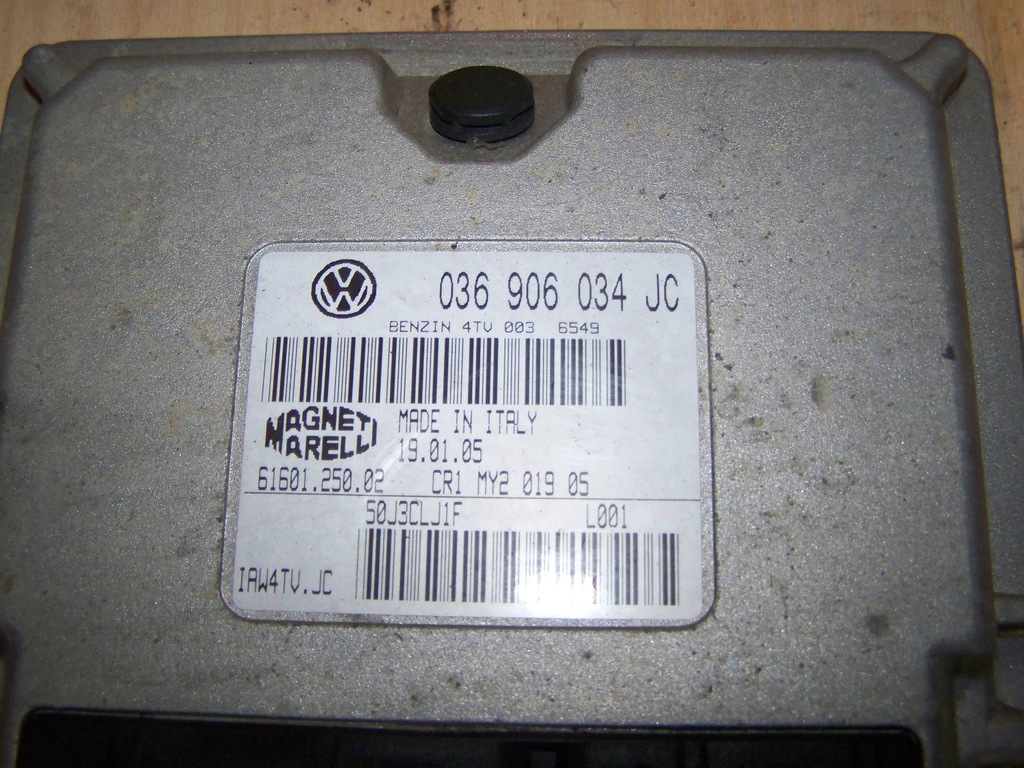 036 906 034 JC
BENZIN 4TV 003 6549
MAGNETI MADE IN ITALY
MARELLI 19.01.05
61601.250.02 CR1 MY2 019 05
50J3CLJ1F L001
IAW4TV.JC